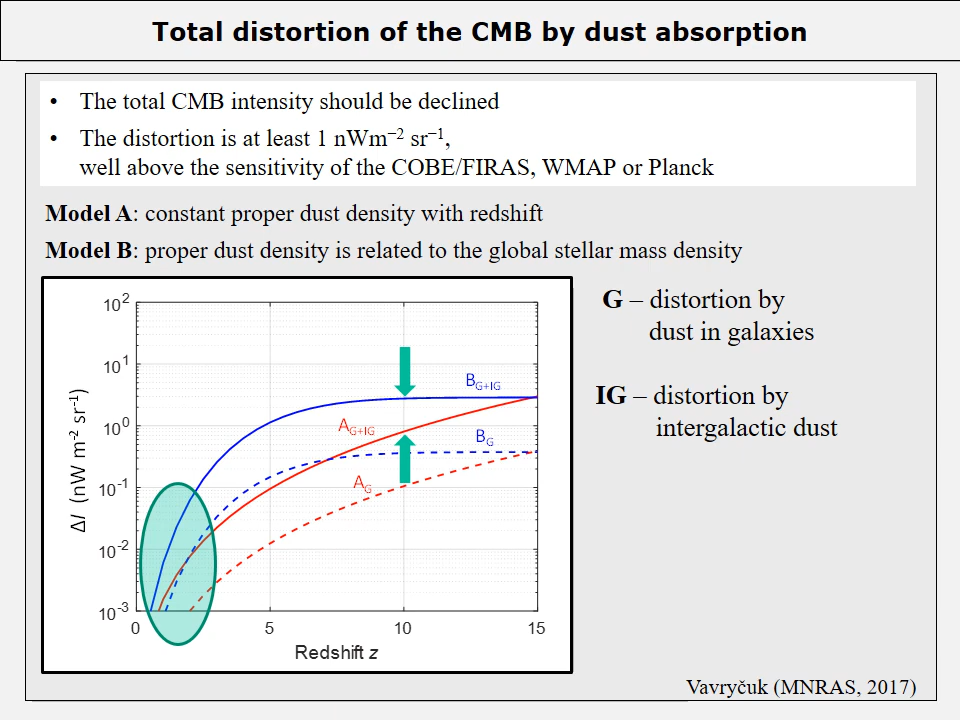 Total distortion of the CMB by dust absorption
• The total CMB intensity should be declined
• The distortion is at least 1 nWm⁻² sr⁻¹,
well above the sensitivity of the COBE/FIRAS, WMAP or Planck
Model A: constant proper dust density with redshift
Model B: proper dust density is related to the global stellar mass density
G – distortion by
dust in galaxies
IG – distortion by
intergalactic dust
10²
10¹
10⁰
10⁻¹
10⁻²
10⁻³
ΔI (nW m⁻² sr⁻¹)
B_G+IG
A_G+IG
B_G
A_G
0 5 10 15
Redshift z
Vavryčuk (MNRAS, 2017)